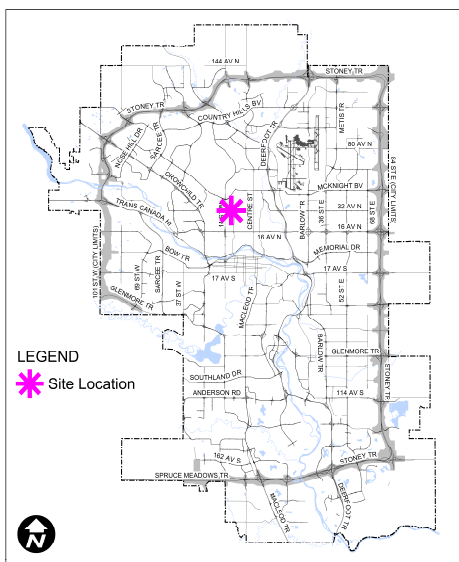 144 AV N
STONEY TR
STONEY TR
COUNTRY HILLS BV
DEERFOOT TR
METIS TR
SARCEE TR
NOSE HILL DR
80 AV N
CROWCHILD TR
MCKNIGHT BV
84 ST E (CITY LIMITS)
TRANS CANADA HI
14 ST
CENTRE ST
BARLOW TR
36 ST E
32 AV N
68 ST E
16 AV N
16 AV N
BOW TR
MEMORIAL DR
101 ST W (CITY LIMITS)
69 ST W
SARCEE TR
37 ST W
17 AV S
17 AV S
GLENMORE TR
MACLEOD TR
52 ST E
BARLOW TR
LEGEND
GLENMORE TR
Site Location
SOUTHLAND DR
STONEY TR
ANDERSON RD
114 AV S
162 AV S
STONEY TR
SPRUCE MEADOWS TR
MACLEOD TR
DEERFOOT TR
N